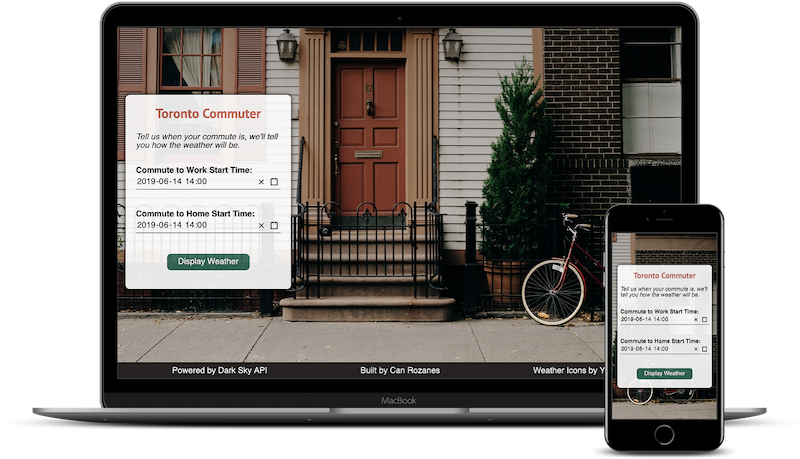 Toronto Commuter
Tell us when your commute is, we'll tell
you how the weather will be.
Commute to Work Start Time:
2019-06-14 14:00
Commute to Home Start Time:
2019-06-14 14:00
Display Weather
Powered by Dark Sky API
Built by Can Rozanes
Weather Icons by Y
MacBook
Toronto Commuter
Tell us when your commute is, we'll
tell you how the weather will be.
Commute to Work Start Time:
2019-06-14 14:00
Commute to Home Start Time:
2019-06-14 14:00
Display Weather